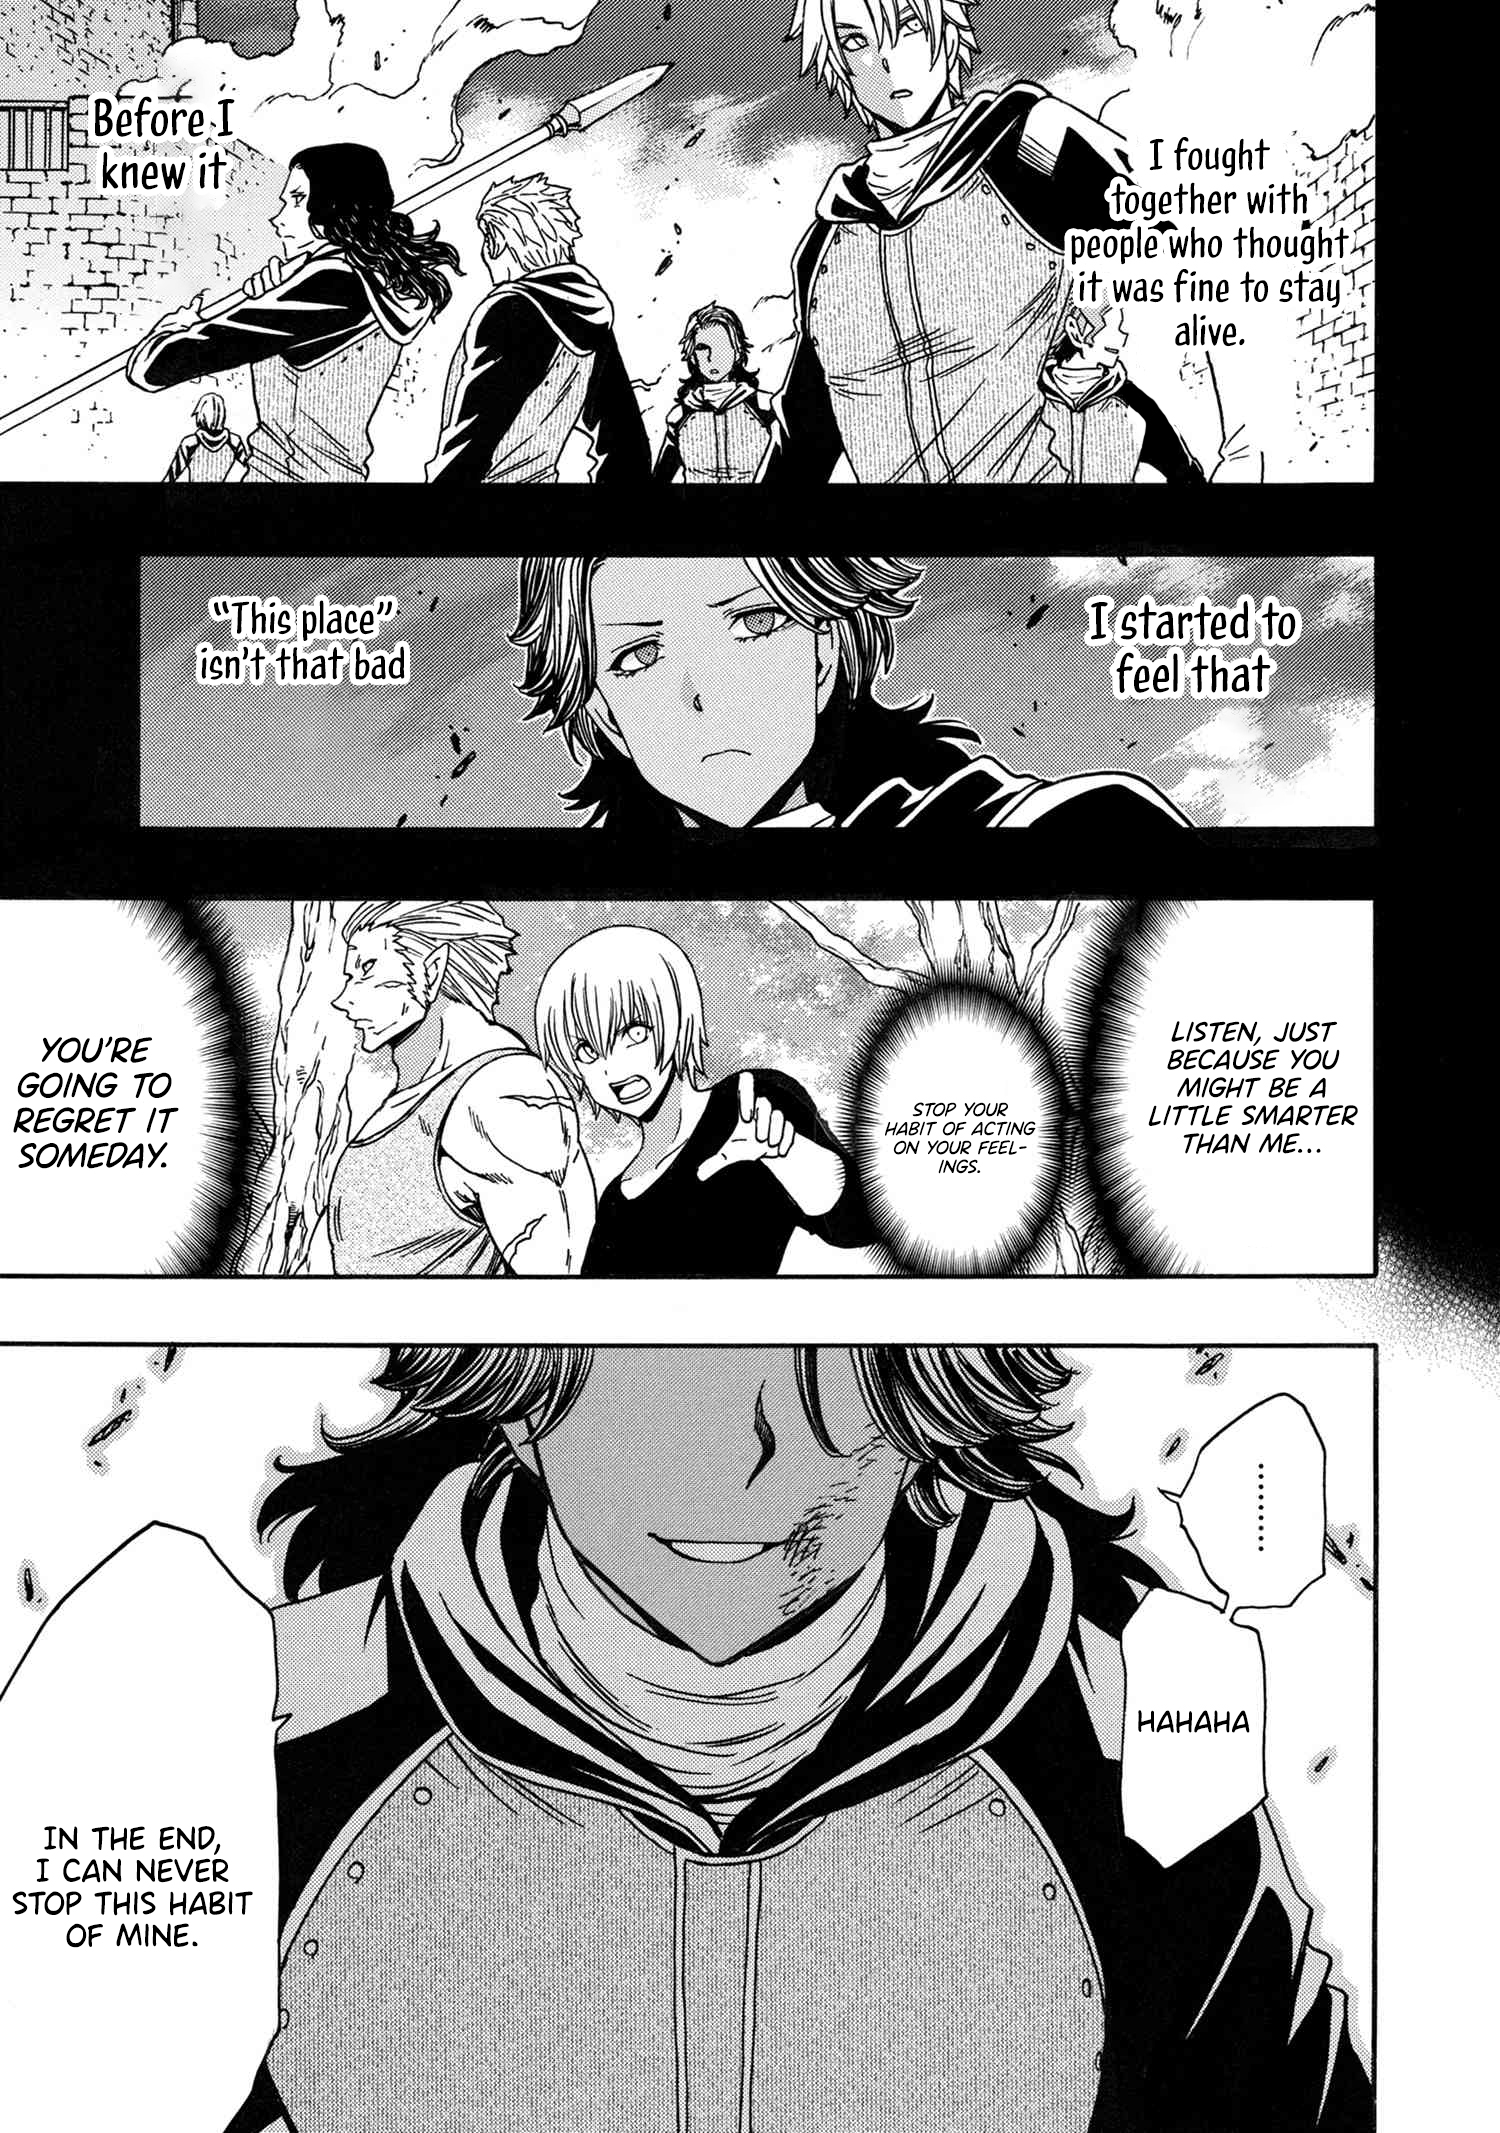 I fought
together with
people who thought
it was fine to stay
alive.
Before I
knew it
I started to
feel that
“This place”
isn't that bad
LISTEN, JUST
BECAUSE YOU
MIGHT BE A
LITTLE SMARTER
THAN ME...
STOP YOUR
HABIT OF ACTING
ON YOUR FEEL-
INGS.
YOU'RE
GOING TO
REGRET IT
SOMEDAY.
.........
HAHAHA
IN THE END,
I CAN NEVER
STOP THIS HABIT
OF MINE.